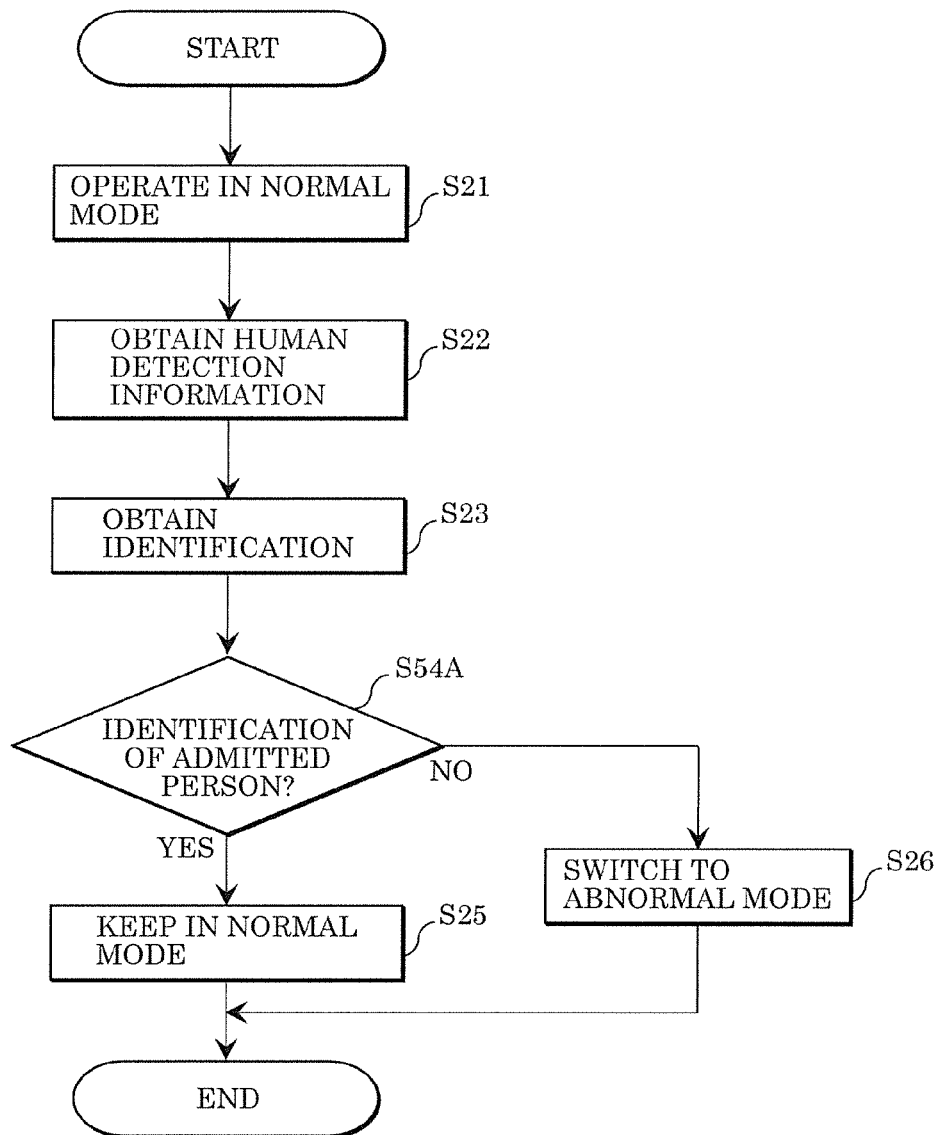 START
OPERATE IN NORMAL
MODE
S21
OBTAIN HUMAN
DETECTION
INFORMATION
S22
OBTAIN
IDENTIFICATION
S23
S54A
IDENTIFICATION
OF ADMITTED
PERSON?
NO
YES
SWITCH TO
ABNORMAL MODE
S26
KEEP IN NORMAL
MODE
S25
END